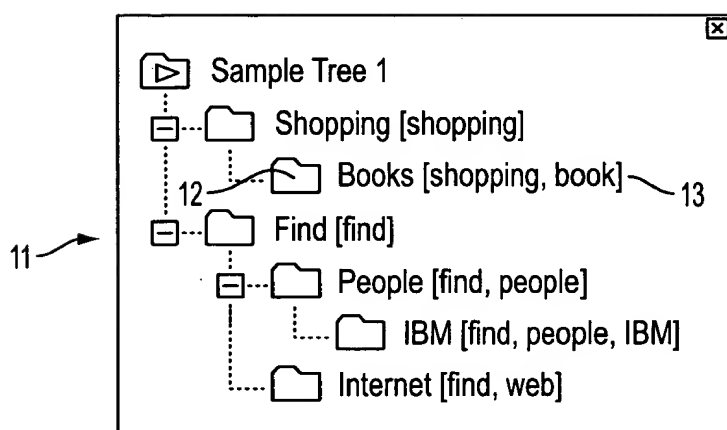 Sample Tree 1
Shopping [shopping]
12 Books [shopping, book] 13
Find [find]
11
People [find, people]
IBM [find, people, IBM]
Internet [find, web]